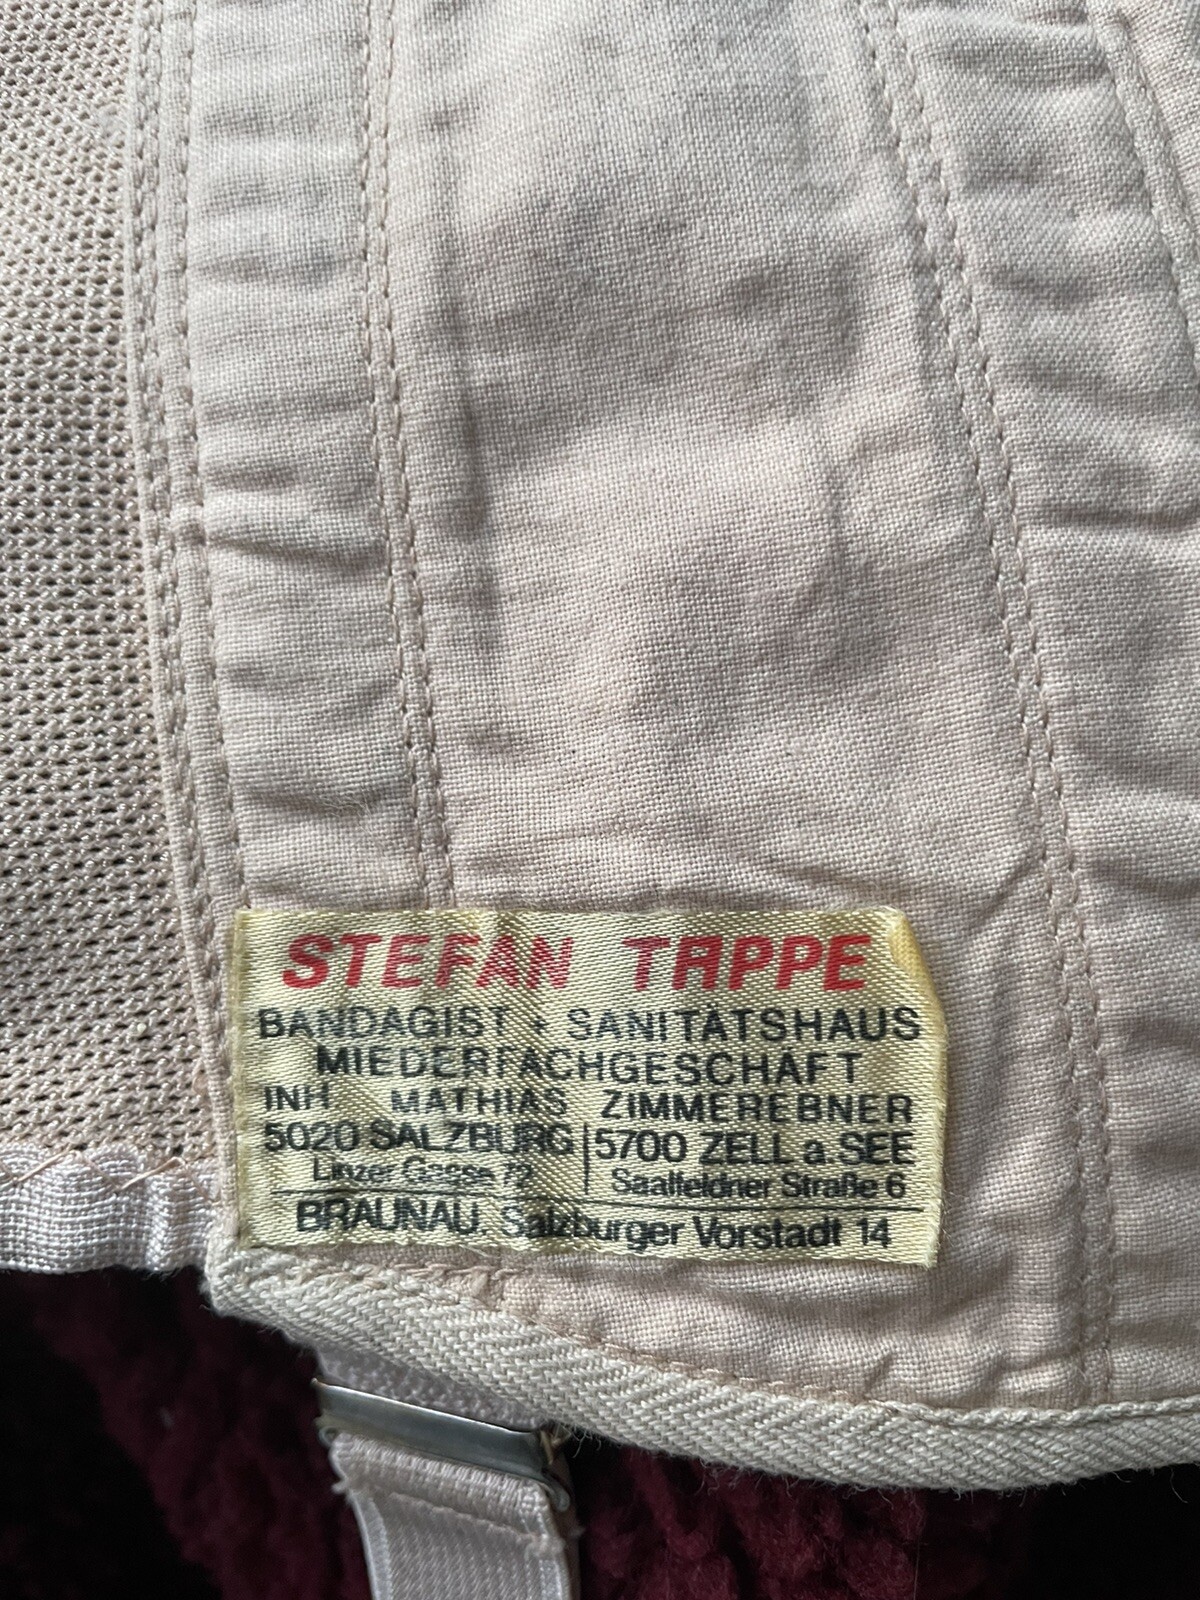 STEFAN TAPPE
BANDAGIST + SANITÄTSHAUS
MIEDERFACHGESCHAFT
INH MATHIAS ZIMMEREBNER
5020 SALZBURG
Linzer Gasse 72
5700 ZELL a. SEE
Saalfeldner Straße 6
BRAUNAU. Salzburger Vorstadt 14